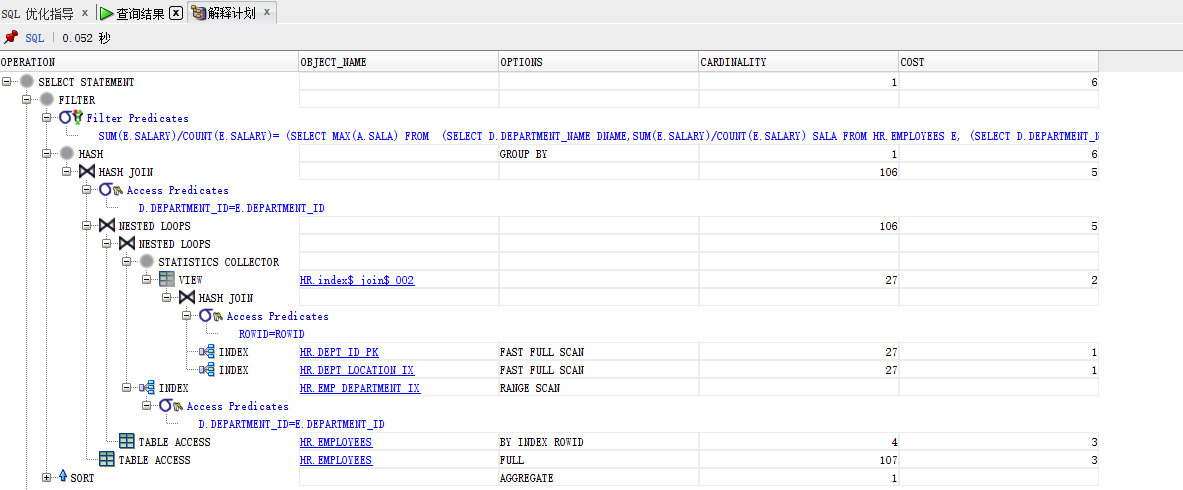 SQL 优化指导 x 查询结果 x 解释计划 x
SQL | 0.052 秒
OPERATION OBJECT_NAME OPTIONS CARDINALITY COST
SELECT STATEMENT 1 6
FILTER
Filter Predicates
SUM(E.SALARY)/COUNT(E.SALARY)= (SELECT MAX(A.SALA) FROM (SELECT D.DEPARTMENT_NAME DNAME,SUM(E.SALARY)/COUNT(E.SALARY) SALA FROM HR.EMPLOYEES E, (SELECT D.DEPARTMENT_N
HASH GROUP BY 1 6
HASH JOIN 106 5
Access Predicates
D.DEPARTMENT_ID=E.DEPARTMENT_ID
NESTED LOOPS 106 5
NESTED LOOPS
STATISTICS COLLECTOR
VIEW HR.index$_join$_002 27 2
HASH JOIN
Access Predicates
ROWID=ROWID
INDEX HR.DEPT_ID_PK FAST FULL SCAN 27 1
INDEX HR.DEPT_LOCATION_IX FAST FULL SCAN 27 1
INDEX HR.EMP_DEPARTMENT_IX RANGE SCAN
Access Predicates
D.DEPARTMENT_ID=E.DEPARTMENT_ID
TABLE ACCESS HR.EMPLOYEES BY INDEX ROWID 4 3
TABLE ACCESS HR.EMPLOYEES FULL 107 3
SORT AGGREGATE 1